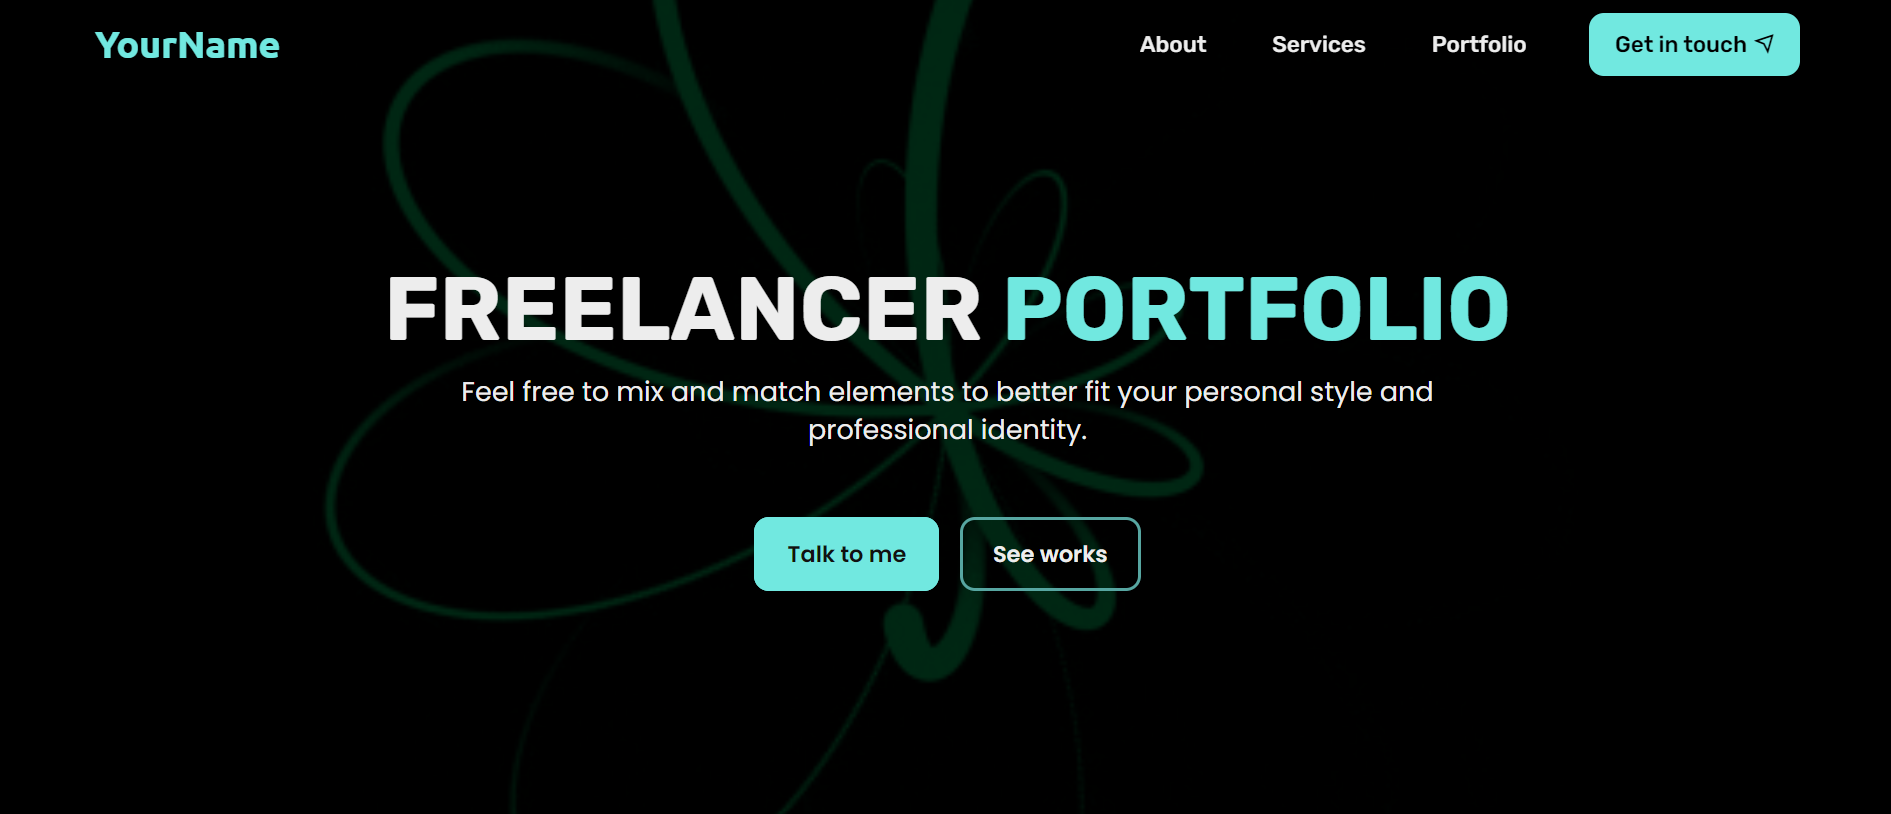 YourName
About
Services
Portfolio
Get in touch
FREELANCER PORTFOLIO
Feel free to mix and match elements to better fit your personal style and
professional identity.
Talk to me
See works